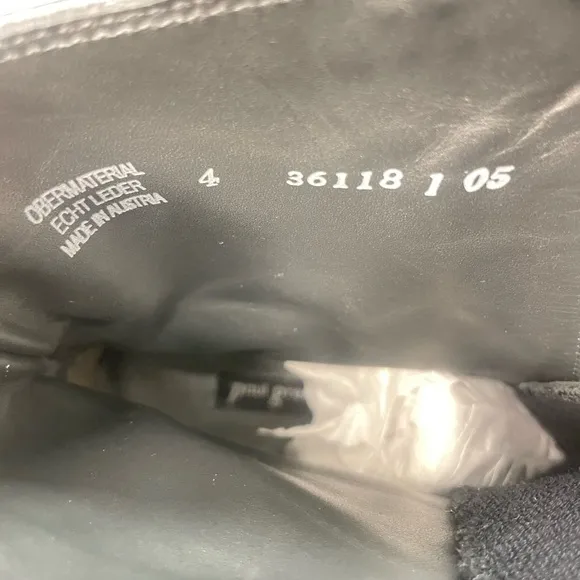 OBERMATERIAL
ECHT LEDER
MADE IN AUSTRIA
4 36118 1 05